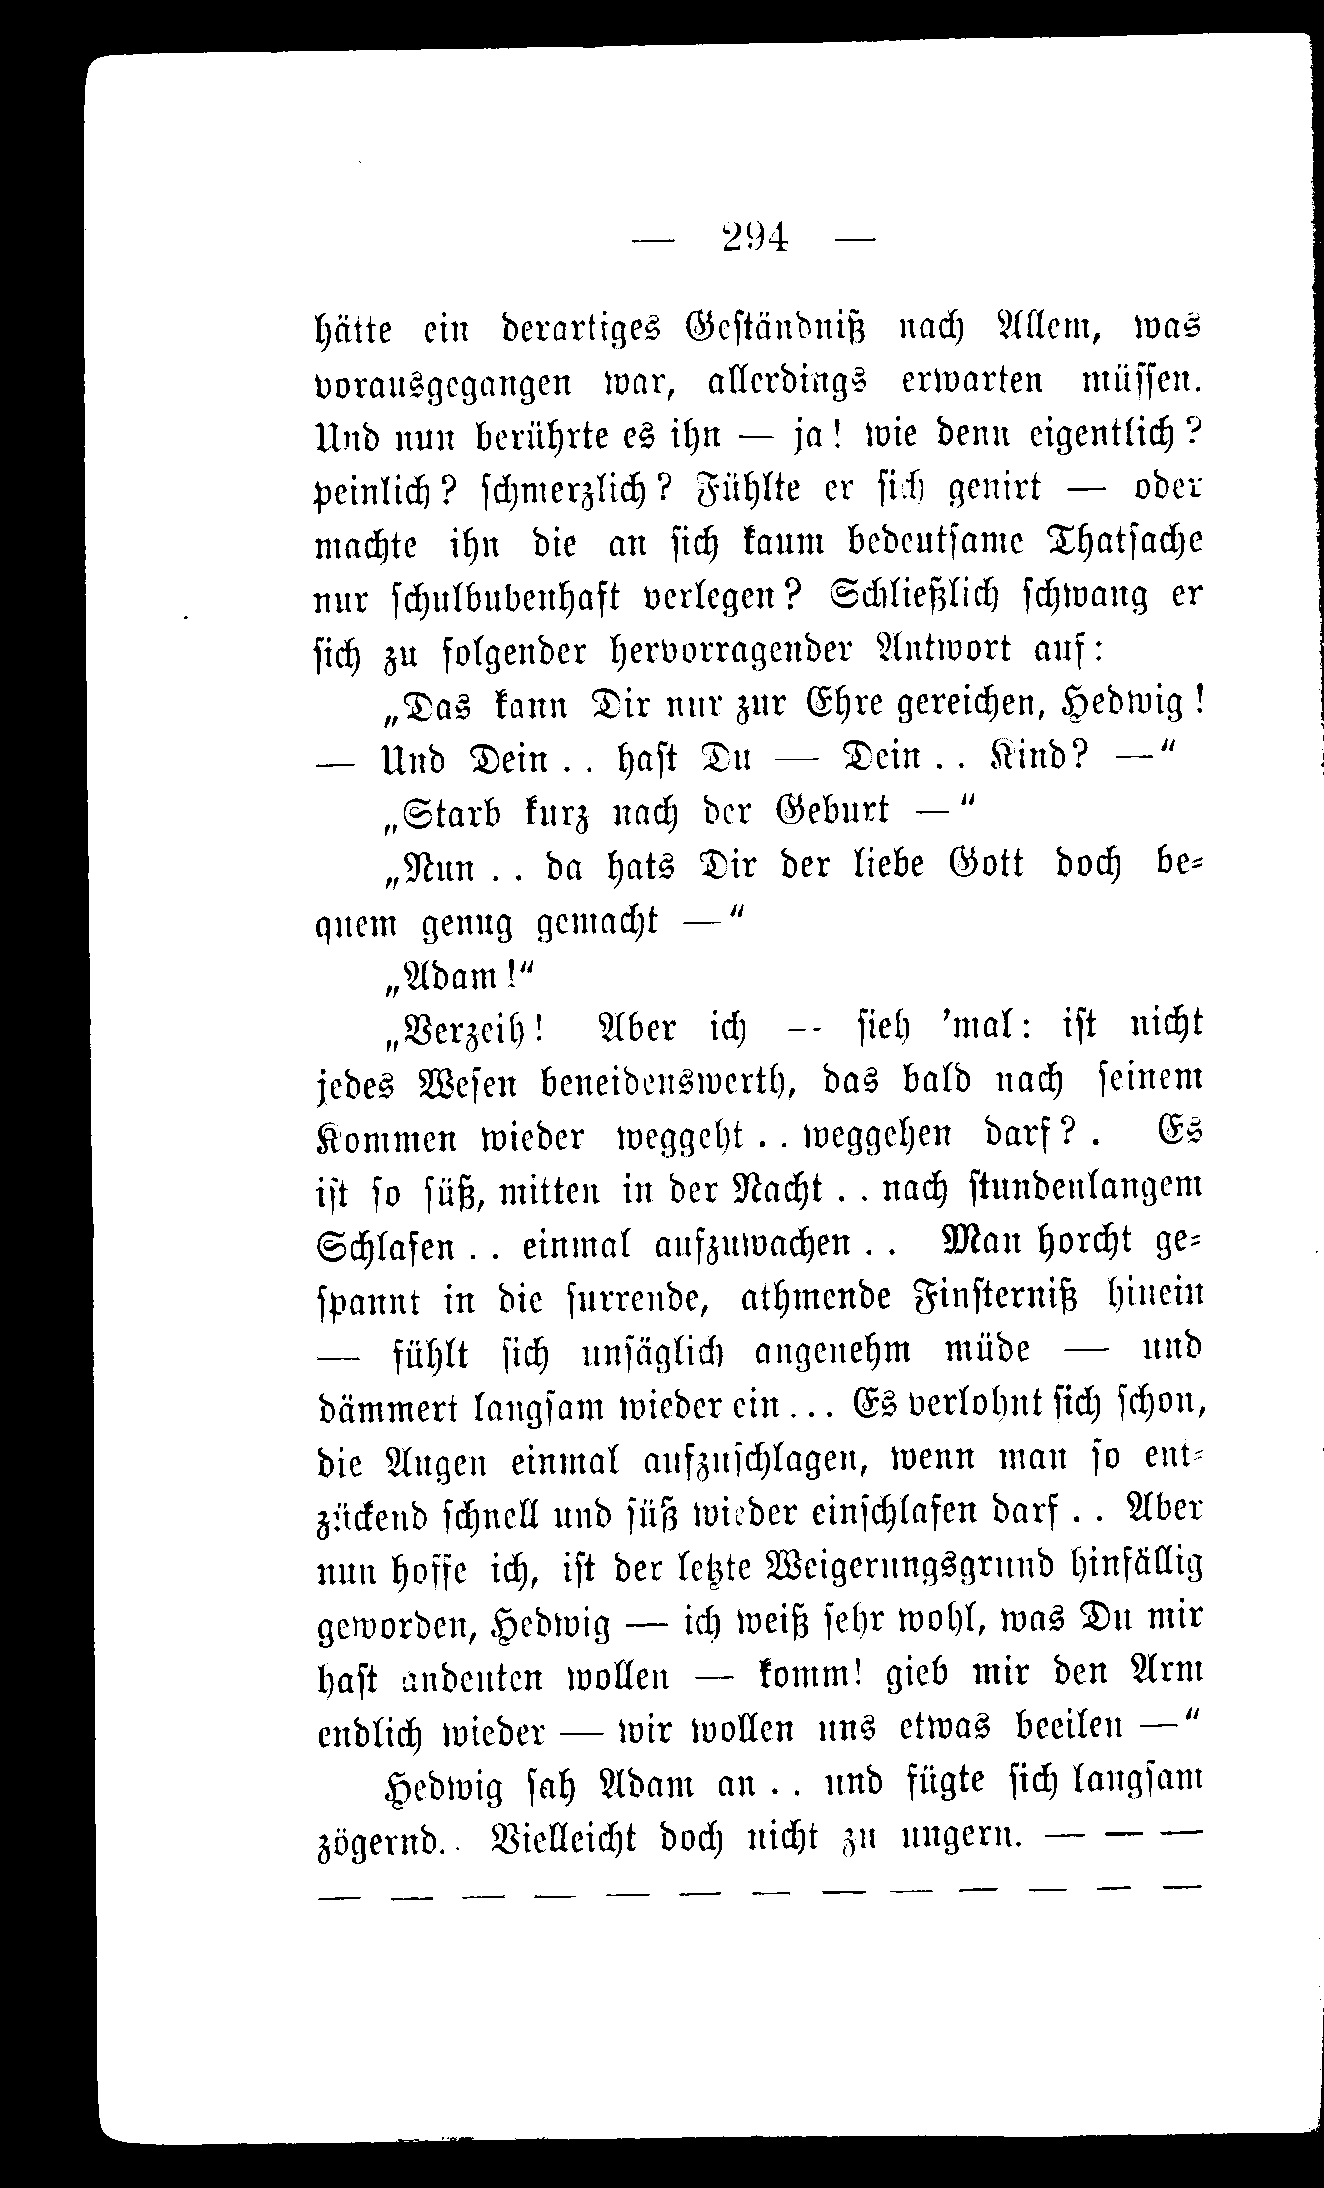 — 294 —
hätte ein derartiges Geständniß nach Allem, was
vorausgegangen war, allerdings erwarten müssen.
Und nun berührte es ihn — ja! wie denn eigentlich?
peinlich? schmerzlich? Fühlte er sich genirt — oder
machte ihn die an sich kaum bedeutsame Thatsache
nur schulbubenhaft verlegen? Schließlich schwang er
sich zu folgender hervorragender Antwort auf:
„Das kann Dir nur zur Ehre gereichen, Hedwig!
— Und Dein . . hast Du — Dein . . Kind? —“
„Starb kurz nach der Geburt —“
„Nun . . da hats Dir der liebe Gott doch be=
quem genug gemacht —“
„Adam!“
„Verzeih! Aber ich — sieh ’mal: ist nicht
jedes Wesen beneidenswerth, das bald nach seinem
Kommen wieder weggeht . . weggehen darf? . Es
ist so süß, mitten in der Nacht . . nach stundenlangem
Schlafen . . einmal aufzuwachen . . Man horcht ge=
spannt in die surrende, athmende Finsterniß hinein
— fühlt sich unsäglich angenehm müde — und
dämmert langsam wieder ein . . . Es verlohnt sich schon,
die Augen einmal aufzuschlagen, wenn man so ent=
zückend schnell und süß wieder einschlafen darf . . Aber
nun hoffe ich, ist der letzte Weigerungsgrund hinfällig
geworden, Hedwig — ich weiß sehr wohl, was Du mir
hast andeuten wollen — komm! gieb mir den Arm
endlich wieder — wir wollen uns etwas beeilen —“
Hedwig sah Adam an . . und fügte sich langsam
zögernd. . Vielleicht doch nicht zu ungern. — — —
— — — — — — — — — — — — —